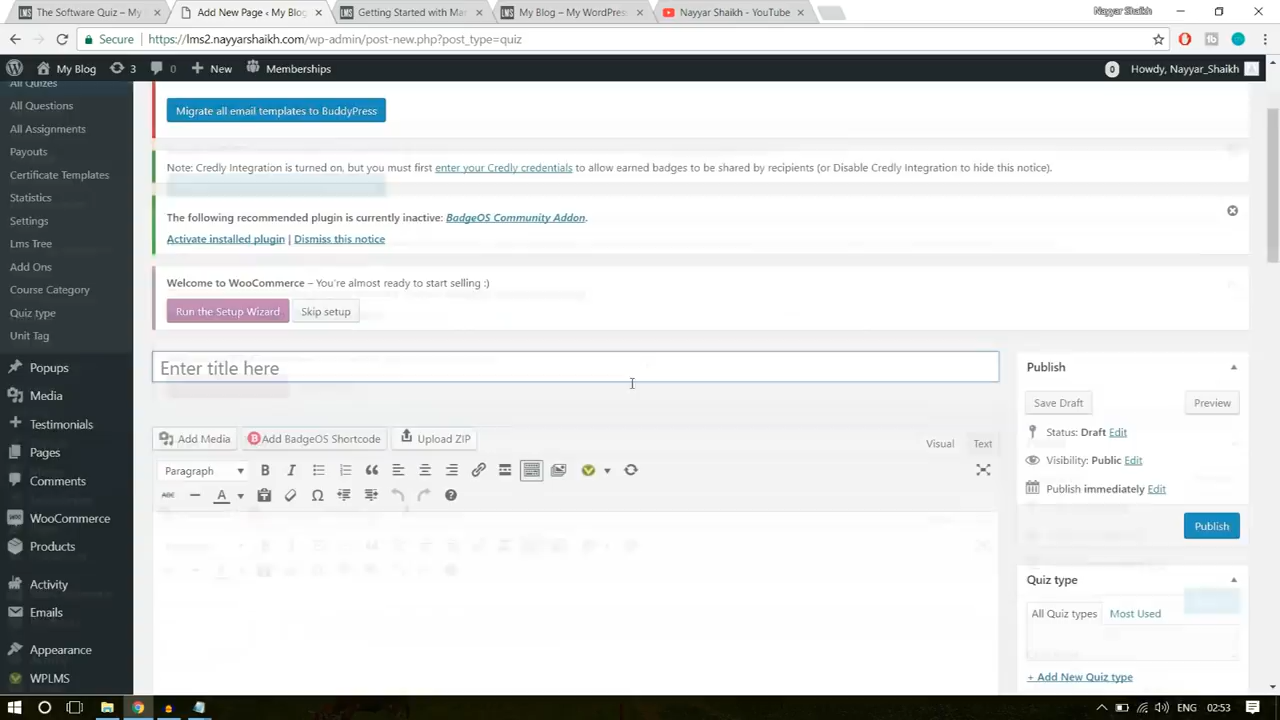 The Software Quiz – My
Add New Page ‹ My Blog
Getting Started with Mar
My Blog – My WordPress
Nayyar Shaikh - YouTube
Nayyar Shaikh
Secure https://lms2.nayyarshaikh.com/wp-admin/post-new.php?post_type=quiz
My Blog 3 0 New Memberships 0 Howdy, Nayyar_Shaikh
All Quizes
All Questions
All Assignments
Payouts
Certificate Templates
Statistics
Settings
Lms Tree
Add Ons
Course Category
Quiz type
Unit Tag
Popups
Media
Testimonials
Pages
Comments
WooCommerce
Products
Activity
Emails
Appearance
WPLMS
Migrate all email templates to BuddyPress
Note: Credly Integration is turned on, but you must first enter your Credly credentials to allow earned badges to be shared by recipients (or Disable Credly Integration to hide this notice).
The following recommended plugin is currently inactive: BadgeOS Community Addon.
Activate installed plugin | Dismiss this notice
Welcome to WooCommerce – You're almost ready to start selling :)
Run the Setup Wizard Skip setup
Enter title here
Add Media Add BadgeOS Shortcode Upload ZIP Visual Text
Paragraph B I
ABC A
Publish
Save Draft Preview
Status: Draft Edit
Visibility: Public Edit
Publish immediately Edit
Publish
Quiz type
All Quiz types Most Used
+ Add New Quiz type
ENG 02:53